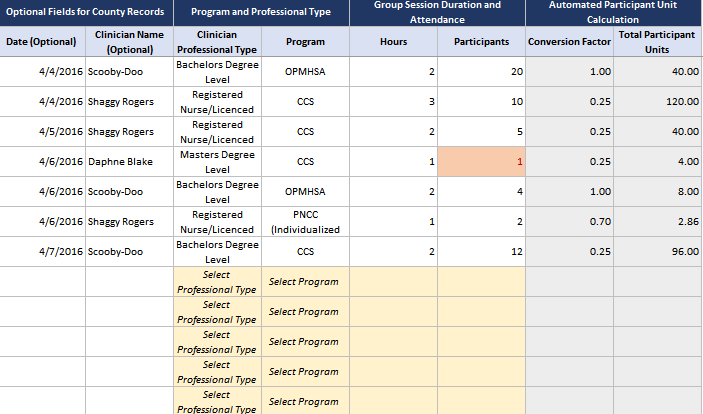 Optional Fields for County Records Program and Professional Type Group Session Duration and Attendance Automated Participant Unit Calculation
Date (Optional) Clinician Name (Optional) Clinician Professional Type Program Hours Participants Conversion Factor Total Participant Units
4/4/2016 Scooby-Doo Bachelors Degree Level OPMHSA 2 20 1.00 40.00
4/4/2016 Shaggy Rogers Registered Nurse/Licenced CCS 3 10 0.25 120.00
4/5/2016 Shaggy Rogers Registered Nurse/Licenced CCS 2 5 0.25 40.00
4/6/2016 Daphne Blake Masters Degree Level CCS 1 1 0.25 4.00
4/6/2016 Scooby-Doo Bachelors Degree Level OPMHSA 2 4 1.00 8.00
4/6/2016 Shaggy Rogers Registered Nurse/Licenced PNCC (Individualized 1 2 0.70 2.86
4/7/2016 Scooby-Doo Bachelors Degree Level CCS 2 12 0.25 96.00
Select Professional Type Select Program
Select Professional Type Select Program
Select Professional Type Select Program
Select Professional Type Select Program
Select Professional Type Select Program